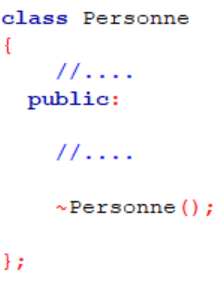 class Personne
{
//....
public:
//....
~Personne();
};